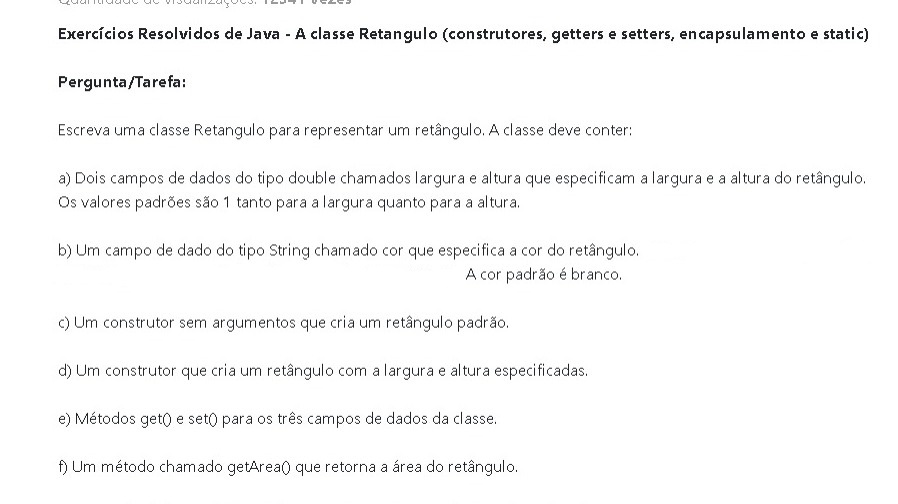 Quantidade de visualizações: 12341 vezes
Exercícios Resolvidos de Java - A classe Retangulo (construtores, getters e setters, encapsulamento e static)
Pergunta/Tarefa:
Escreva uma classe Retangulo para representar um retângulo. A classe deve conter:
a) Dois campos de dados do tipo double chamados largura e altura que especificam a largura e a altura do retângulo.
Os valores padrões são 1 tanto para a largura quanto para a altura.
b) Um campo de dado do tipo String chamado cor que especifica a cor do retângulo.
A cor padrão é branco.
c) Um construtor sem argumentos que cria um retângulo padrão.
d) Um construtor que cria um retângulo com a largura e altura especificadas.
e) Métodos get() e set() para os três campos de dados da classe.
f) Um método chamado getArea() que retorna a área do retângulo.